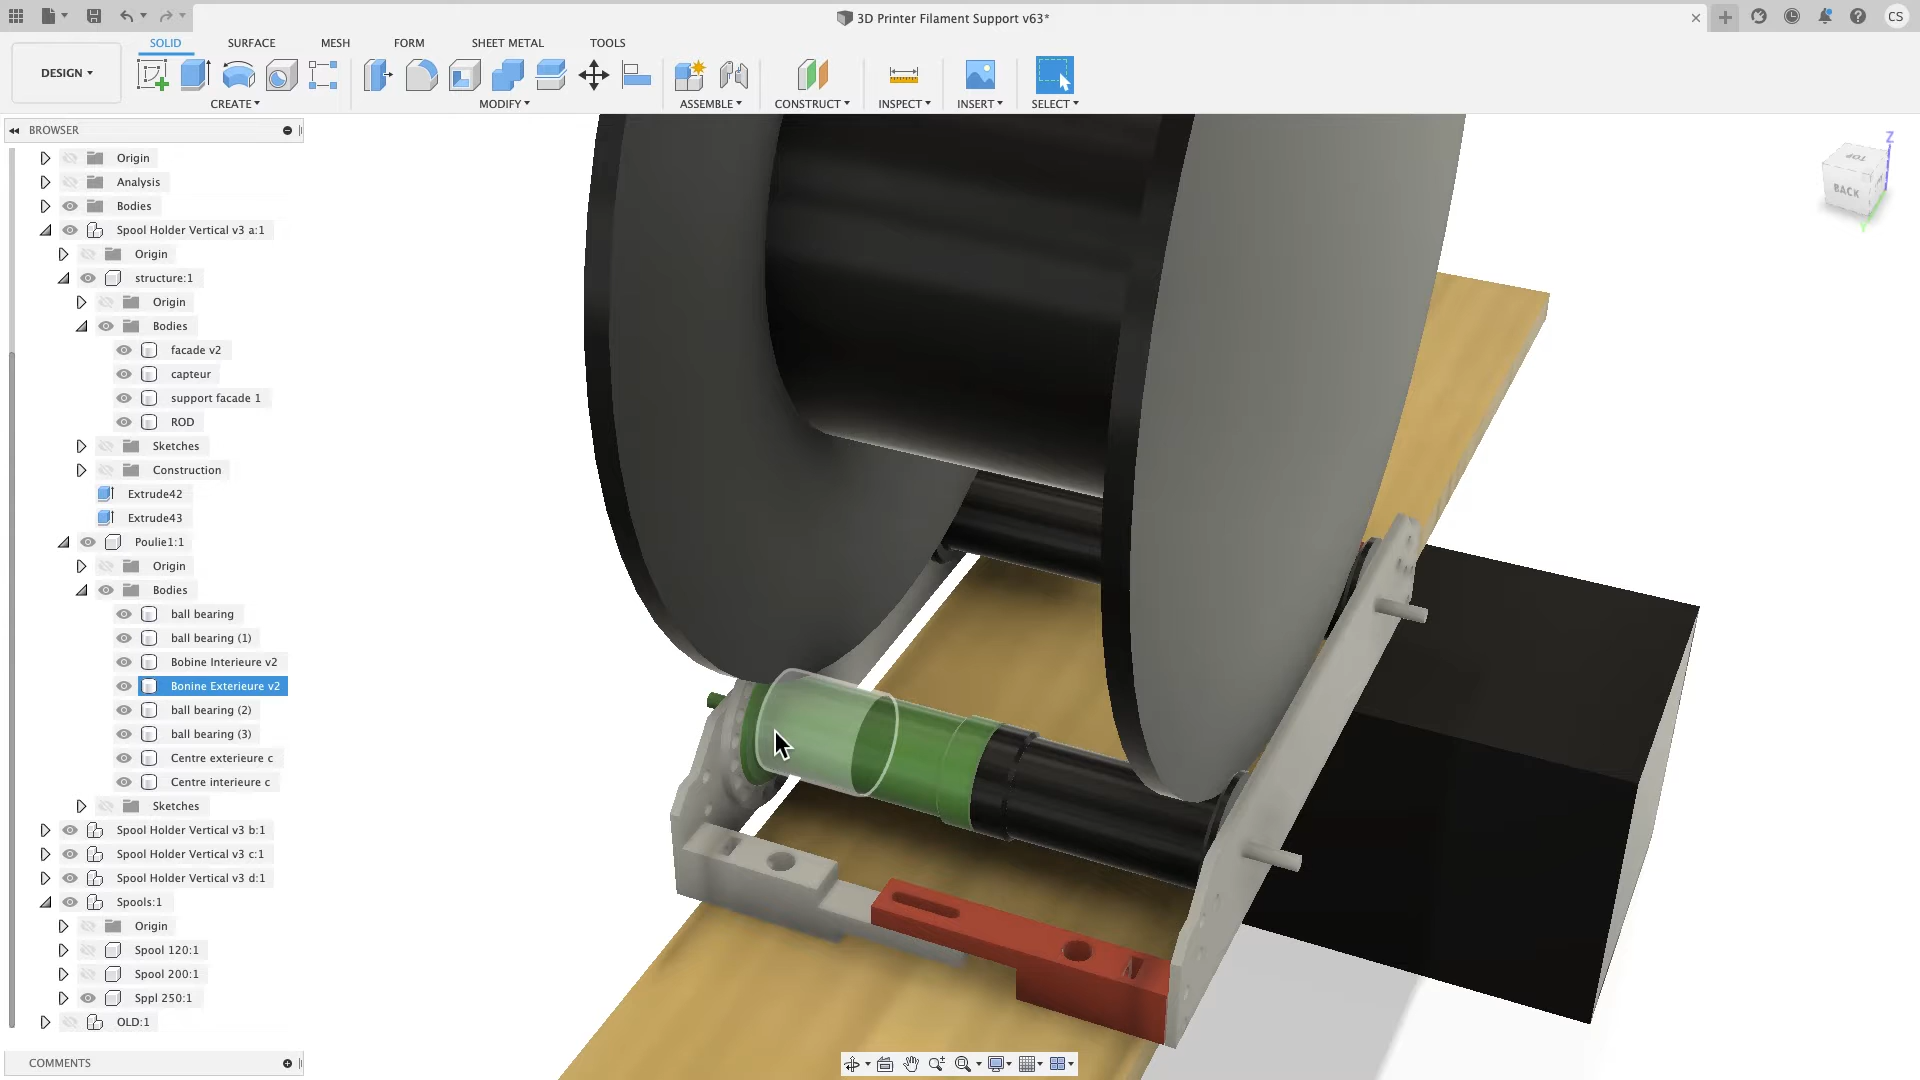 3D Printer Filament Support v63*
CS
DESIGN
SOLID
SURFACE
MESH
FORM
SHEET METAL
TOOLS
CREATE
MODIFY
ASSEMBLE
CONSTRUCT
INSPECT
INSERT
SELECT
BROWSER
Origin
Analysis
Bodies
Spool Holder Vertical v3 a:1
Origin
structure:1
Origin
Bodies
facade v2
capteur
support facade 1
ROD
Sketches
Construction
Extrude42
Extrude43
Poulie1:1
Origin
Bodies
ball bearing
ball bearing (1)
Bobine Interieure v2
Bonine Exterieure v2
ball bearing (2)
ball bearing (3)
Centre exterieure c
Centre interieure c
Sketches
Spool Holder Vertical v3 b:1
Spool Holder Vertical v3 c:1
Spool Holder Vertical v3 d:1
Spools:1
Origin
Spool 120:1
Spool 200:1
Sppl 250:1
OLD:1
COMMENTS
Z
TOP
BACK
Y